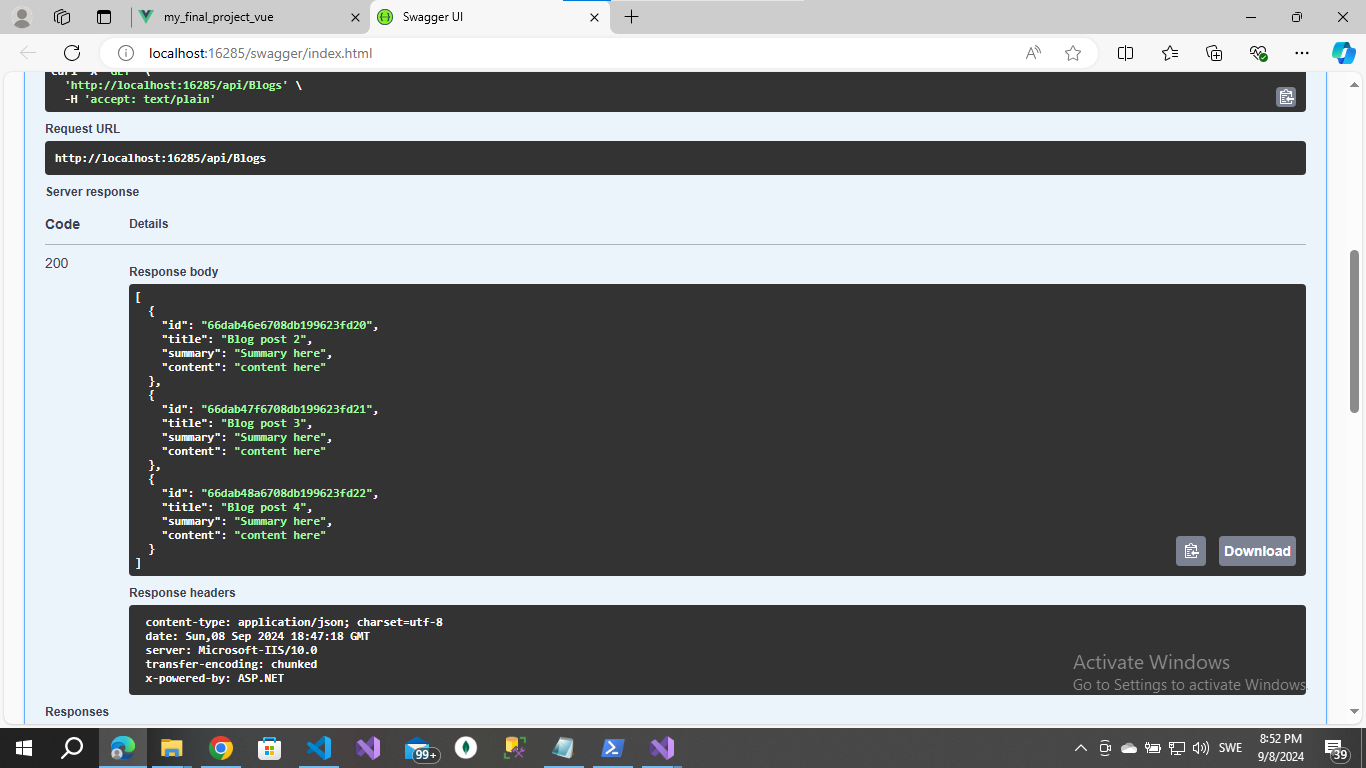 my_final_project_vue
Swagger UI
localhost:16285/swagger/index.html
curl -X 'GET' \
'http://localhost:16285/api/Blogs' \
-H 'accept: text/plain'
Request URL
http://localhost:16285/api/Blogs
Server response
Code Details
200
Response body
[
{
"id": "66dab46e6708db199623fd20",
"title": "Blog post 2",
"summary": "Summary here",
"content": "content here"
},
{
"id": "66dab47f6708db199623fd21",
"title": "Blog post 3",
"summary": "Summary here",
"content": "content here"
},
{
"id": "66dab48a6708db199623fd22",
"title": "Blog post 4",
"summary": "Summary here",
"content": "content here"
}
]
Download
Response headers
content-type: application/json; charset=utf-8
date: Sun,08 Sep 2024 18:47:18 GMT
server: Microsoft-IIS/10.0
transfer-encoding: chunked
x-powered-by: ASP.NET
Activate Windows
Go to Settings to activate Windows.
Responses
99+
SWE
8:52 PM
9/8/2024
39